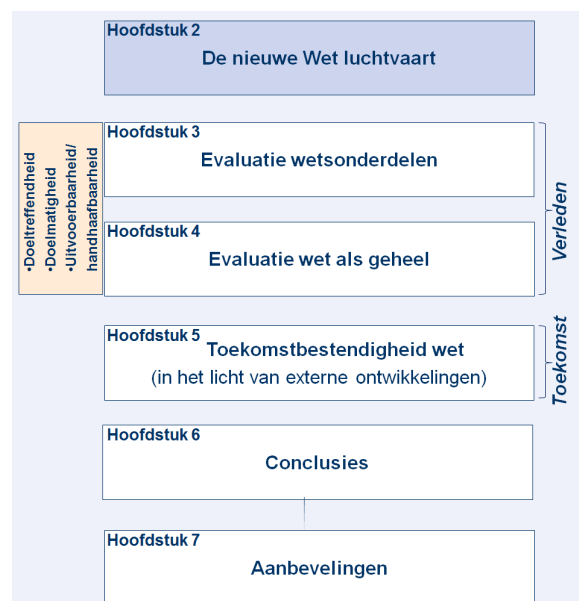 Hoofdstuk 2
De nieuwe Wet luchtvaart
•Doeltreffendheid
•Doelmatigheid
•Uitvooerbaarheid/
handhaafbaarheid
Hoofdstuk 3
Evaluatie wetsonderdelen
Hoofdstuk 4
Evaluatie wet als geheel
Verleden
Hoofdstuk 5
Toekomstbestendigheid wet
(in het licht van externe ontwikkelingen)
Toekomst
Hoofdstuk 6
Conclusies
Hoofdstuk 7
Aanbevelingen